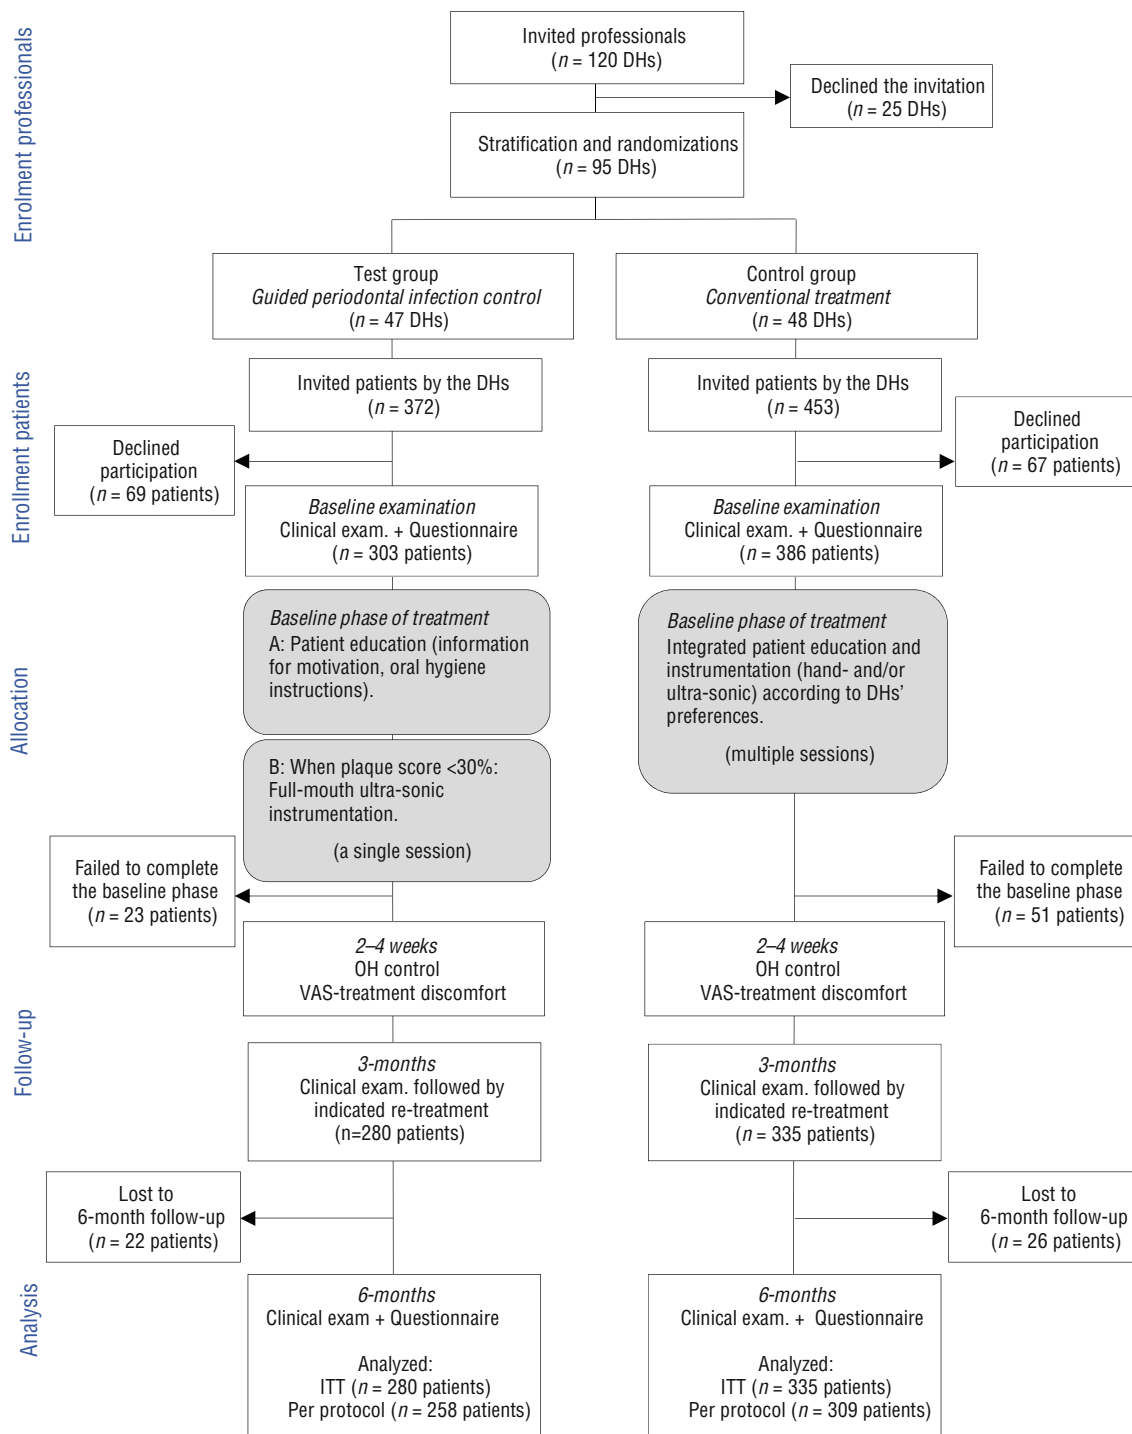 Enrolment professionals
Invited professionals
(n = 120 DHs)
Declined the invitation
(n = 25 DHs)
Stratification and randomizations
(n = 95 DHs)
Test group
Guided periodontal infection control
(n = 47 DHs)
Control group
Conventional treatment
(n = 48 DHs)
Enrollment patients
Invited patients by the DHs
(n = 372)
Invited patients by the DHs
(n = 453)
Declined
participation
(n = 69 patients)
Declined
participation
(n = 67 patients)
Baseline examination
Clinical exam. + Questionnaire
(n = 303 patients)
Baseline examination
Clinical exam. + Questionnaire
(n = 386 patients)
Allocation
Baseline phase of treatment
A: Patient education (information
for motivation, oral hygiene
instructions).
B: When plaque score <30%:
Full-mouth ultra-sonic
instrumentation.
(a single session)
Baseline phase of treatment
Integrated patient education and
instrumentation (hand- and/or
ultra-sonic) according to DHs’
preferences.
(multiple sessions)
Failed to complete
the baseline phase
(n = 23 patients)
Failed to complete
the baseline phase
(n = 51 patients)
Follow-up
2–4 weeks
OH control
VAS-treatment discomfort
2–4 weeks
OH control
VAS-treatment discomfort
3-months
Clinical exam. followed by
indicated re-treatment
(n=280 patients)
3-months
Clinical exam. followed by
indicated re-treatment
(n = 335 patients)
Lost to
6-month follow-up
(n = 22 patients)
Lost to
6-month follow-up
(n = 26 patients)
Analysis
6-months
Clinical exam + Questionnaire
Analyzed:
ITT (n = 280 patients)
Per protocol (n = 258 patients)
6-months
Clinical exam. + Questionnaire
Analyzed:
ITT (n = 335 patients)
Per protocol (n = 309 patients)